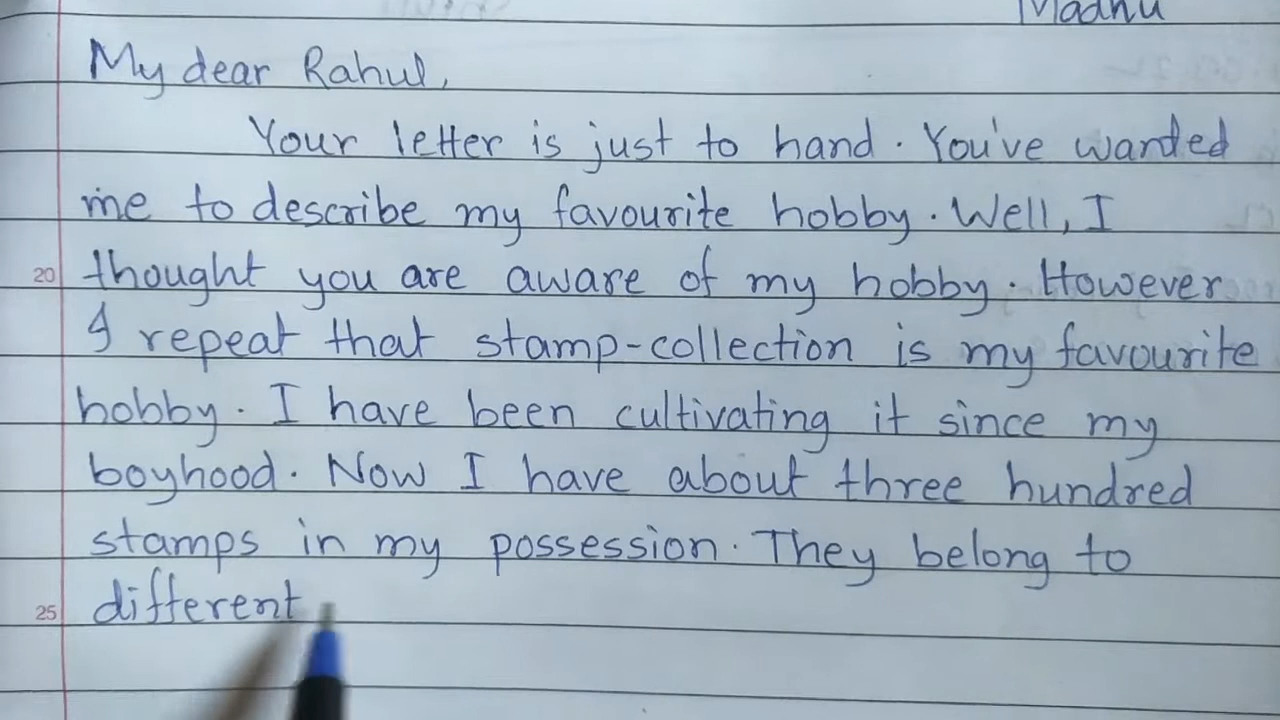 Madhu
My dear Rahul,
Your letter is just to hand. You've wanted
me to describe my favourite hobby. Well, I
thought you are aware of my hobby. However
20
I repeat that stamp-collection is my favourite
hobby. I have been cultivating it since my
boyhood. Now I have about three hundred
stamps in my possession. They belong to
25 different